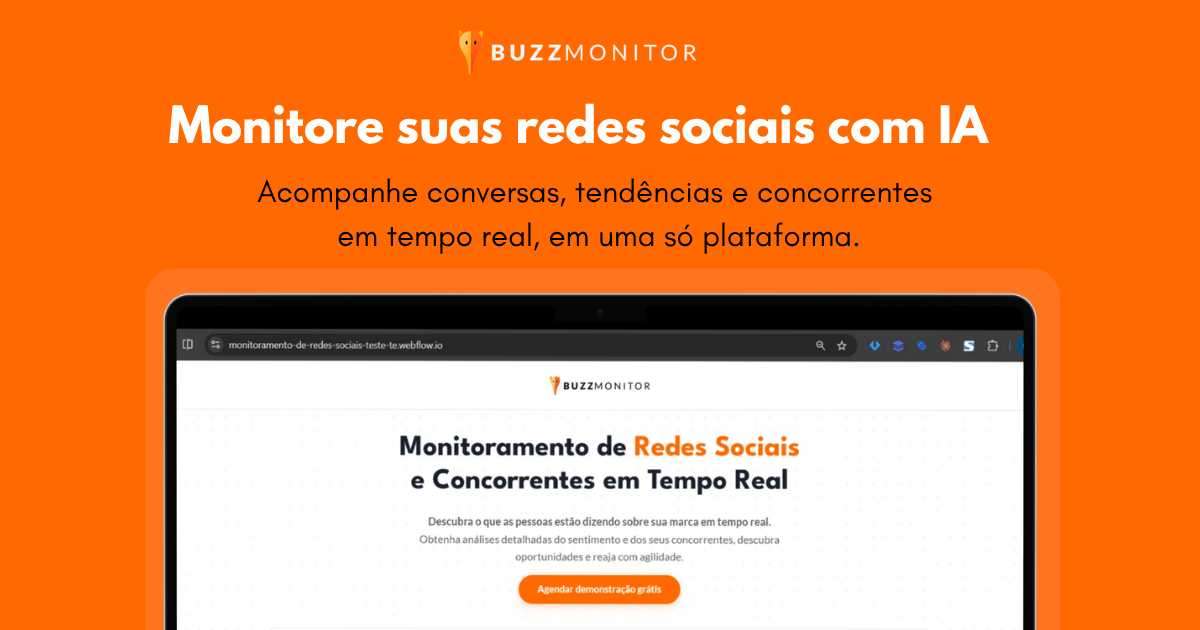 BUZZMONITOR
Monitore suas redes sociais com IA
Acompanhe conversas, tendências e concorrentes
em tempo real, em uma só plataforma.
monitoramento-de-redes-sociais-teste-te.webflow.io
BUZZMONITOR
Monitoramento de Redes Sociais
e Concorrentes em Tempo Real
Descubra o que as pessoas estão dizendo sobre sua marca em tempo real.
Obtenha análises detalhadas do sentimento e dos seus concorrentes, descubra
oportunidades e reaja com agilidade.
Agendar demonstração grátis